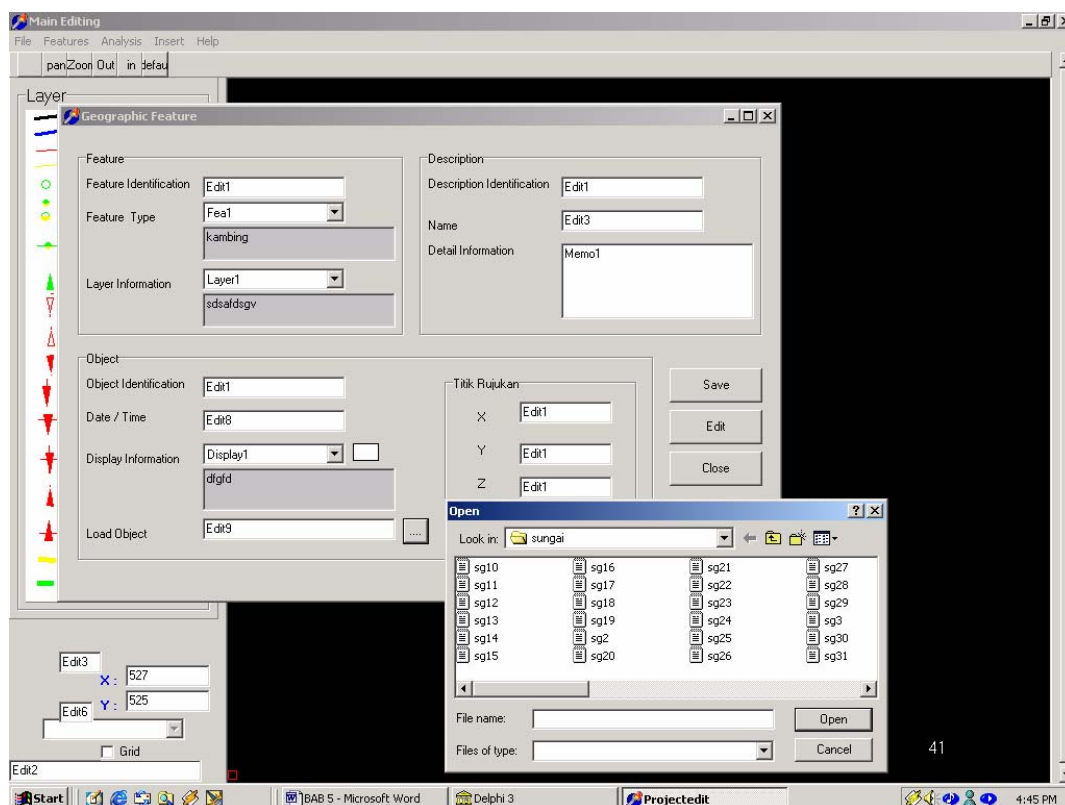 Main Editing
File Features Analysis Insert Help
pan Zoon Out in defau
Layer
Geographic Feature
Feature
Feature Identification Edit1
Feature Type Fea1
kambing
Layer Information Layer1
sdsafdsgv
Description
Description Identification Edit1
Name Edit3
Detail Information Memo1
Object
Object Identification Edit1
Date / Time Edit8
Display Information Display1
dfgfd
Load Object Edit9 ....
Titik Rujukan
X Edit1
Y Edit1
Z Edit1
Save
Edit
Close
Open
Look in: sungai
sg10 sg16 sg21 sg27
sg11 sg17 sg22 sg28
sg12 sg18 sg23 sg29
sg13 sg19 sg24 sg3
sg14 sg2 sg25 sg30
sg15 sg20 sg26 sg31
File name: Open
Files of type: Cancel
Edit3
X : 527
Y : 525
Edit6
Grid
Edit2
41
Start BAB 5 - Microsoft Word Delphi 3 Projectedit 4:45 PM